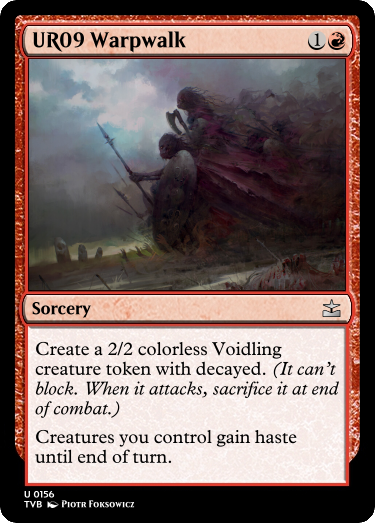 UR09 Warpwalk 1
Sorcery
Create a 2/2 colorless Voidling
creature token with decayed. (It can't
block. When it attacks, sacrifice it at end
of combat.)
Creatures you control gain haste
until end of turn.
U 0156
TVB Piotr Foksowicz